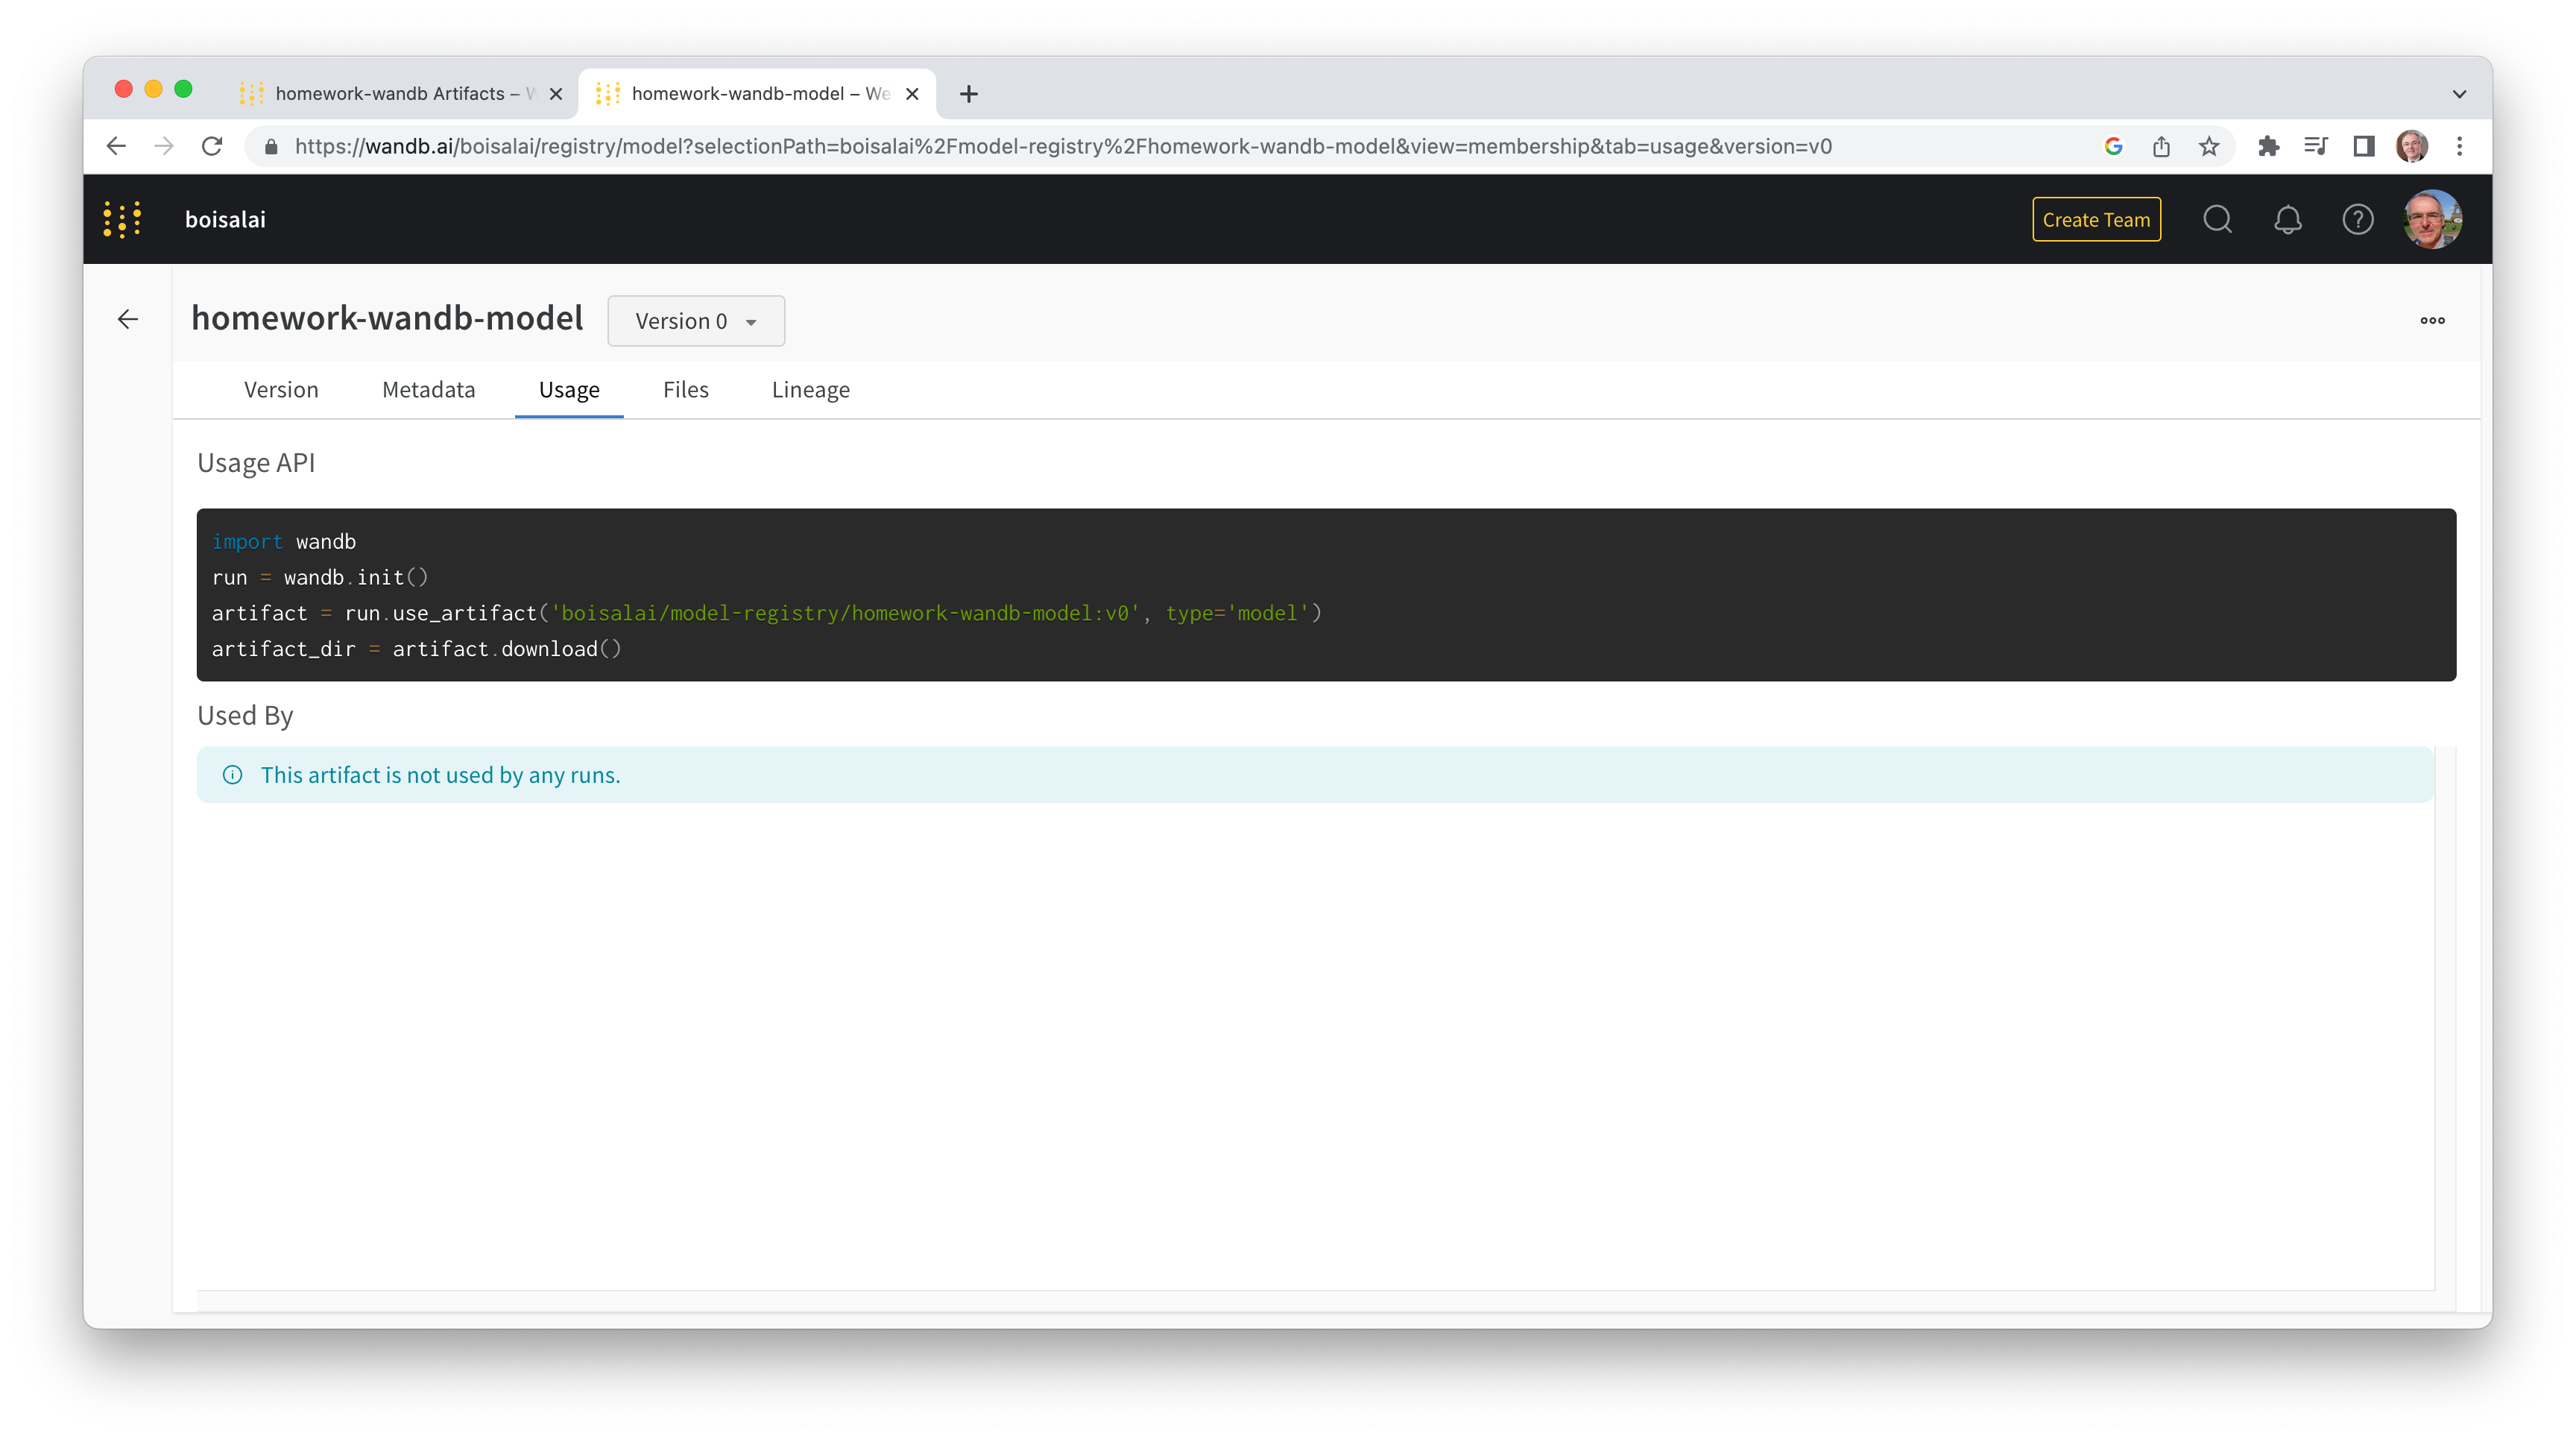 homework-wandb Artifacts – W
homework-wandb-model – We
https://wandb.ai/boisalai/registry/model?selectionPath=boisalai%2Fmodel-registry%2Fhomework-wandb-model&view=membership&tab=usage&version=v0
boisalai
Create Team
homework-wandb-model
Version 0
Version
Metadata
Usage
Files
Lineage
Usage API
import wandb
run = wandb.init()
artifact = run.use_artifact('boisalai/model-registry/homework-wandb-model:v0', type='model')
artifact_dir = artifact.download()
Used By
This artifact is not used by any runs.